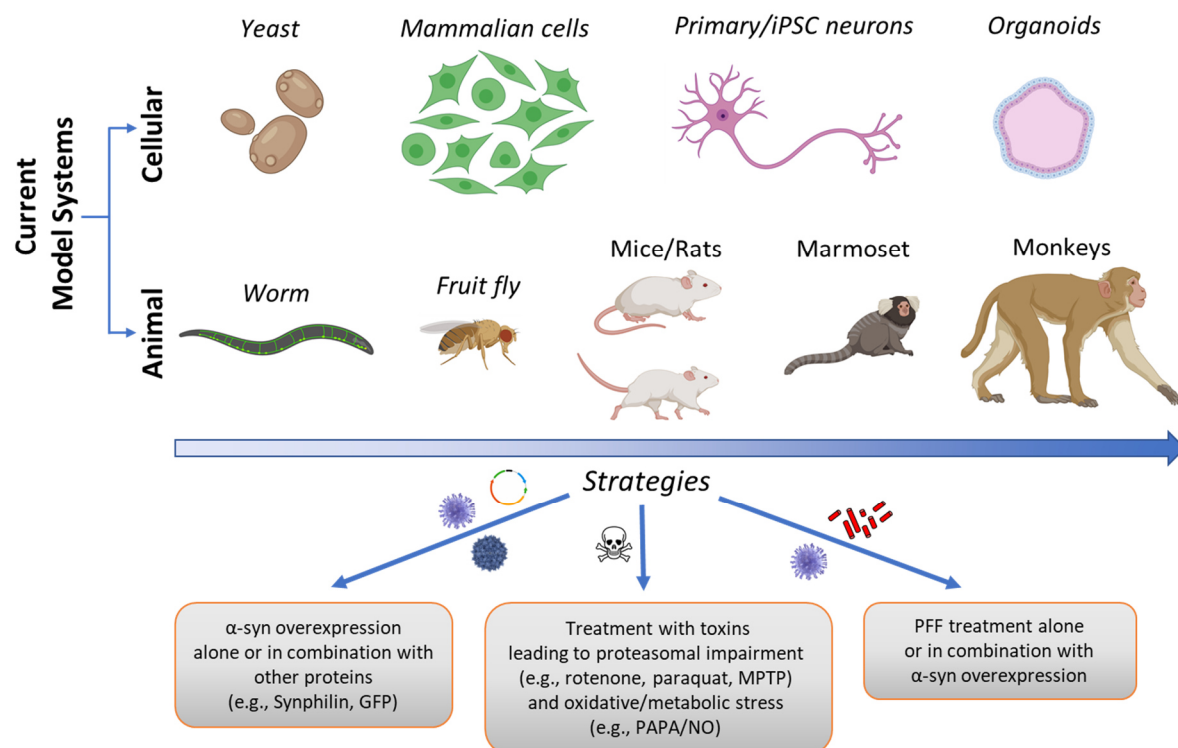 Current
Model Systems
Cellular
Yeast
Mammalian cells
Primary/iPSC neurons
Organoids
Animal
Worm
Fruit fly
Mice/Rats
Marmoset
Monkeys
Strategies
α-syn overexpression
alone or in combination with
other proteins
(e.g., Synphilin, GFP)
Treatment with toxins
leading to proteasomal impairment
(e.g., rotenone, paraquat, MPTP)
and oxidative/metabolic stress
(e.g., PAPA/NO)
PFF treatment alone
or in combination with
α-syn overexpression